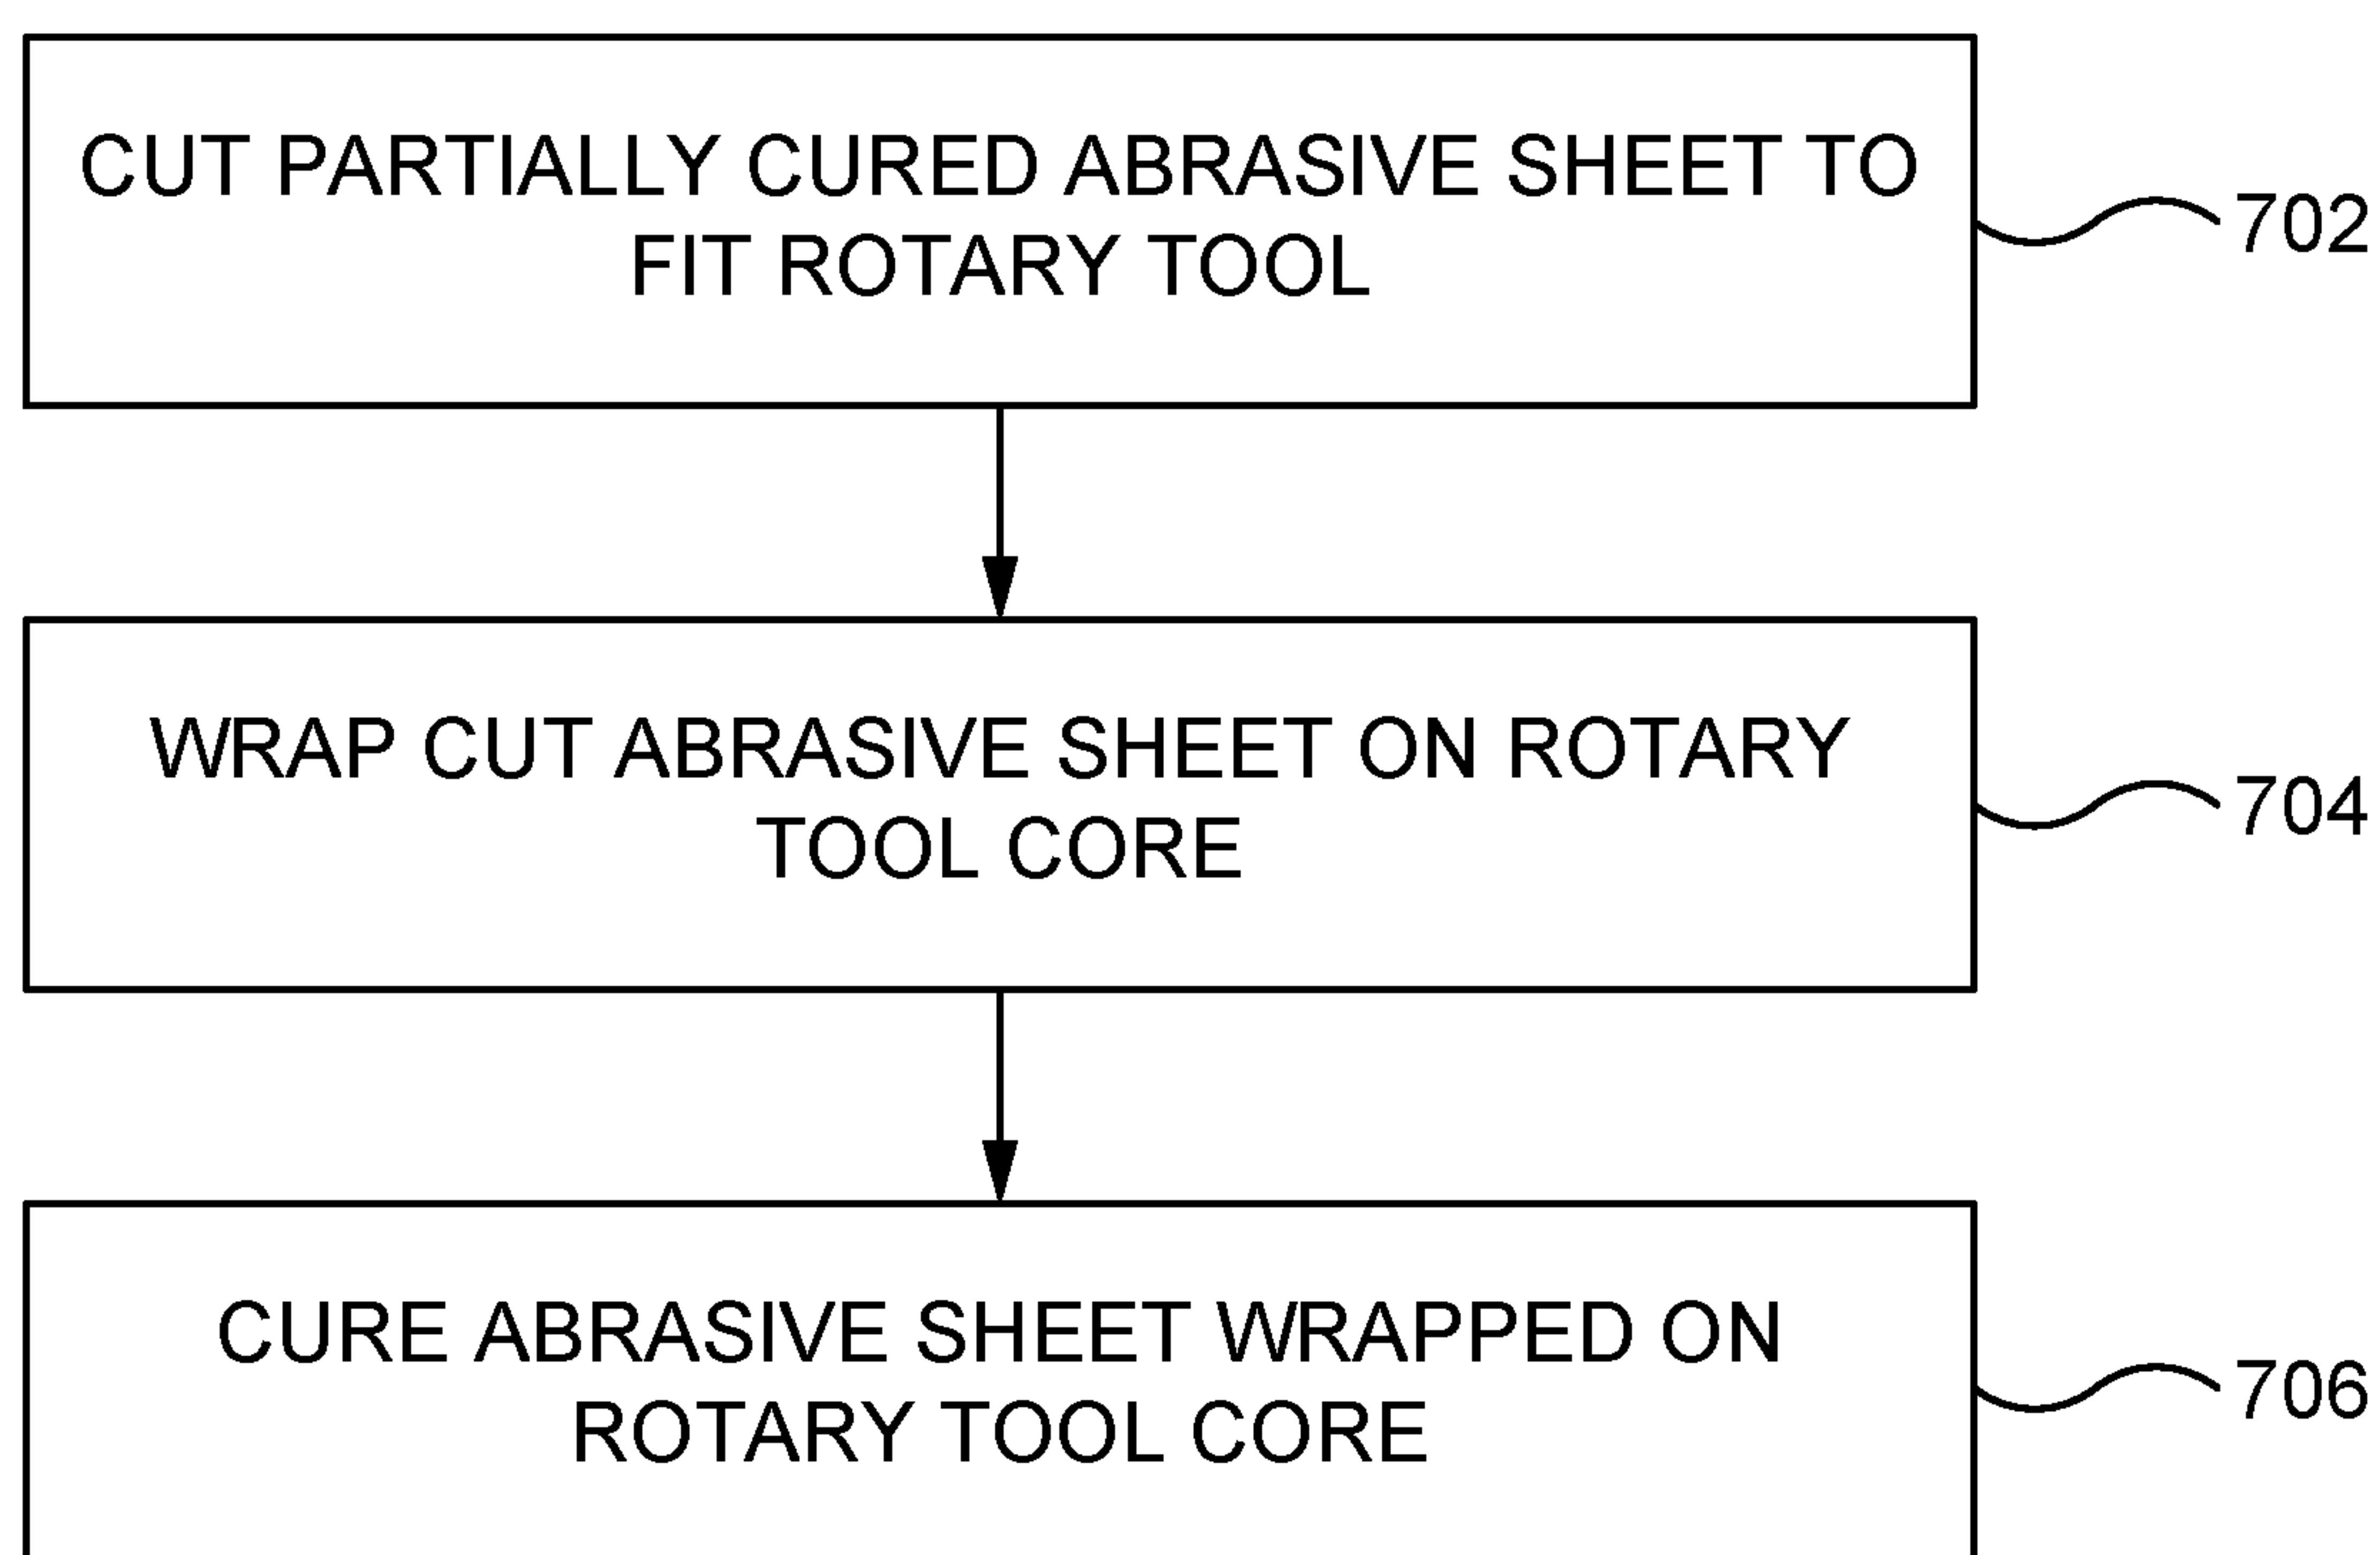 CUT PARTIALLY CURED ABRASIVE SHEET TO
FIT ROTARY TOOL
702
WRAP CUT ABRASIVE SHEET ON ROTARY
TOOL CORE
704
CURE ABRASIVE SHEET WRAPPED ON
ROTARY TOOL CORE
706